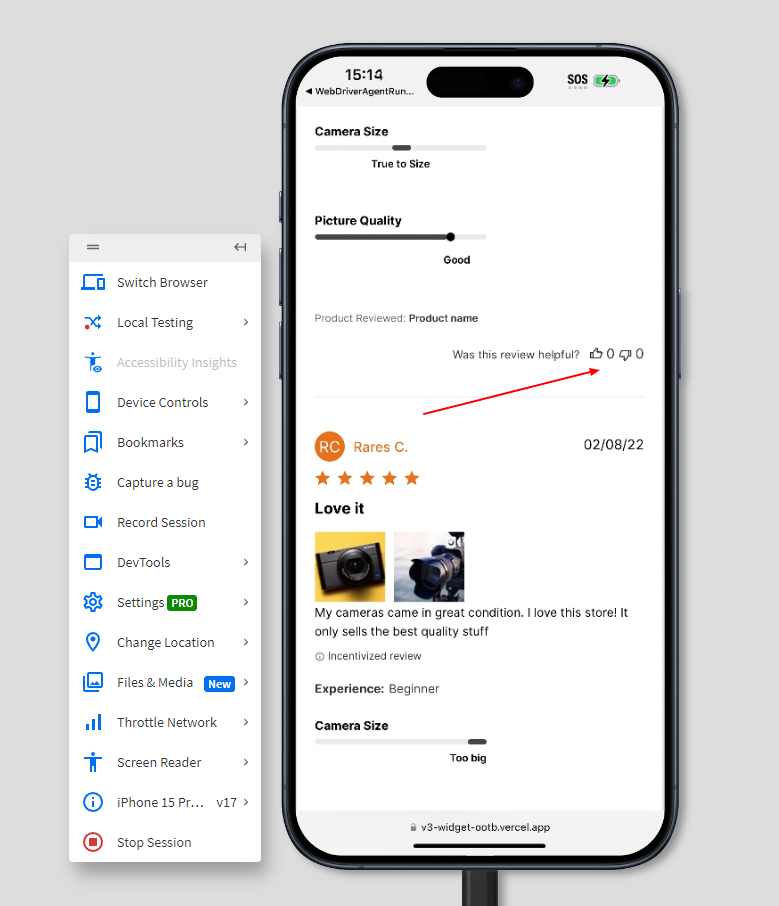 Switch Browser
Local Testing
Accessibility Insights
Device Controls
Bookmarks
Capture a bug
Record Session
DevTools
Settings PRO
Change Location
Files & Media New
Throttle Network
Screen Reader
iPhone 15 Pr... v17
Stop Session
15:14
SOS
◀ WebDriverAgentRun...
Camera Size
True to Size
Picture Quality
Good
Product Reviewed: Product name
Was this review helpful? 0 0
RC Rares C. 02/08/22
Love it
My cameras came in great condition. I love this store! It
only sells the best quality stuff
Incentivized review
Experience: Beginner
Camera Size
Too big
v3-widget-ootb.vercel.app